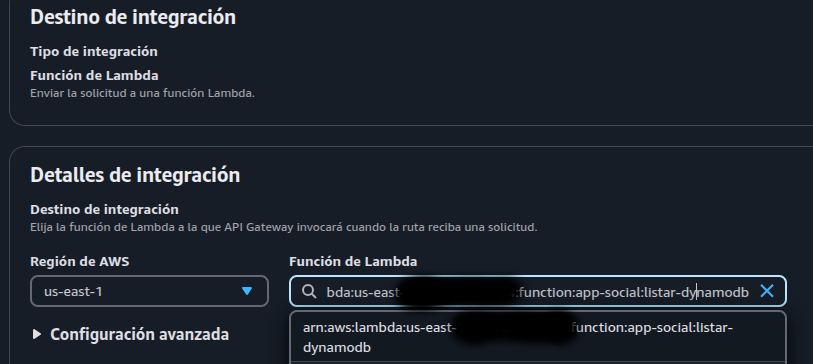 Destino de integración
Tipo de integración
Función de Lambda
Enviar la solicitud a una función Lambda.
Detalles de integración
Destino de integración
Elija la función de Lambda a la que API Gateway invocará cuando la ruta reciba una solicitud.
Región de AWS
Función de Lambda
us-east-1
bda:us-east- :function:app-social:listar-dynamodb
Configuración avanzada
arn:aws:lambda:us-east- function:app-social:listar-
dynamodb